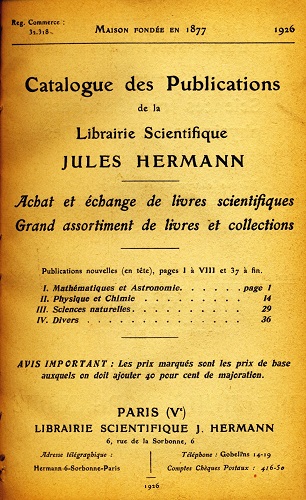 Reg. Commerce :
32.318.
MAISON FONDÉE EN 1877
1926
Catalogue des Publications
de la
Librairie Scientifique
JULES HERMANN
Achat et échange de livres scientifiques
Grand assortiment de livres et collections
Publications nouvelles (en tête), pages I à VIII et 37 à fin.
I. Mathématiques et Astronomie. . . . . . page 1
II. Physique et Chimie . . . . . . . . . 14
III. Sciences naturelles. . . . . . . . . 29
IV. Divers . . . . . . . . . . . . 36
AVIS IMPORTANT : Les prix marqués sont les prix de base
auxquels on doit ajouter 40 pour cent de majoration.
PARIS (Ve)
LIBRAIRIE SCIENTIFIQUE J. HERMANN
6, rue de la Sorbonne, 6
Adresse télégraphique :
Hermann-6-Sorbonne-Paris
Téléphone : Gobelins 14-19
Comptes Chèques Postaux : 416-50
1926